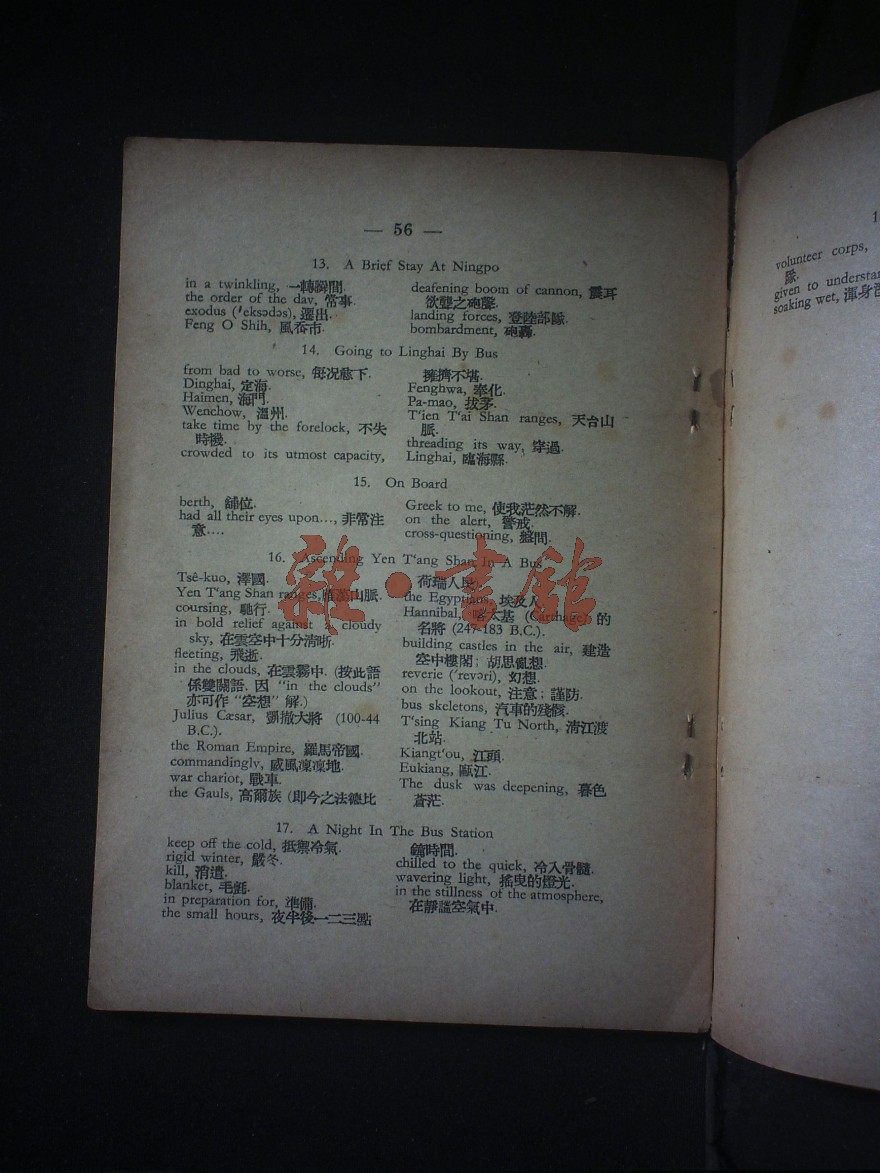 — 56 —
13. A Brief Stay At Ningpo
in a twinkling, 一轉瞬間.
the order of the day, 常事.
exodus ('eksədəs), 遷出.
Feng O Shih, 風岙市.
deafening boom of cannon, 震耳
欲聾之砲聲.
landing forces, 登陸部隊.
bombardment, 砲轟.
14. Going to Linghai By Bus
from bad to worse, 每况愈下.
Dinghai, 定海.
Haimen, 海門.
Wenchow, 溫州.
take time by the forelock, 不失
時機.
crowded to its utmost capacity,
擁擠不堪.
Fenghwa, 奉化.
Pa-mao, 拔茅.
T'ien T'ai Shan ranges, 天台山
脈.
threading its way, 穿過.
Linghai, 臨海縣.
15. On Board
berth, 舖位.
had all their eyes upon..., 非常注
意....
Greek to me, 使我茫然不解.
on the alert, 警戒.
cross-questioning, 盤問.
16. Ascending Yen T'ang Shan In A Bus
Tsê-kuo, 澤國.
Yen T'ang Shan ranges, 雁蕩山脈.
coursing, 馳行.
in bold relief against a cloudy
sky, 在雲空中十分淸晰.
fleeting, 飛逝.
in the clouds, 在雲霧中. (按此語
係雙關語. 因 "in the clouds"
亦可作 "空想" 解.)
Julius Cæsar, 凱撒大將 (100-44
B.C.).
the Roman Empire, 羅馬帝國.
commandingly, 威風凜凜地.
war chariot, 戰車.
the Gauls, 高爾族 (即今之法德比
荷瑞人民).
the Egyptians, 埃及人.
Hannibal, 喀太基 (Carthage) 的
名將 (247-183 B.C.).
building castles in the air, 建造
空中樓閣; 胡思亂想.
reverie ('revəri), 幻想.
on the lookout, 注意; 謹防.
bus skeletons, 汽車的殘骸.
T'sing Kiang Tu North, 淸江渡
北站.
Kiangt'ou, 江頭.
Eukiang, 甌江.
The dusk was deepening, 暮色
蒼茫.
17. A Night In The Bus Station
keep off the cold, 抵禦冷氣.
rigid winter, 嚴冬.
kill, 消遣.
blanket, 毛氈.
in preparation for, 準備.
the small hours, 夜半後一二三點
鐘時間.
chilled to the quick, 冷入骨髓.
wavering light, 搖曳的燈光.
in the stillness of the atmosphere,
在靜謐空氣中.
雜·書館
volunteer corps,
隊.
given to understan
soaking wet, 渾身